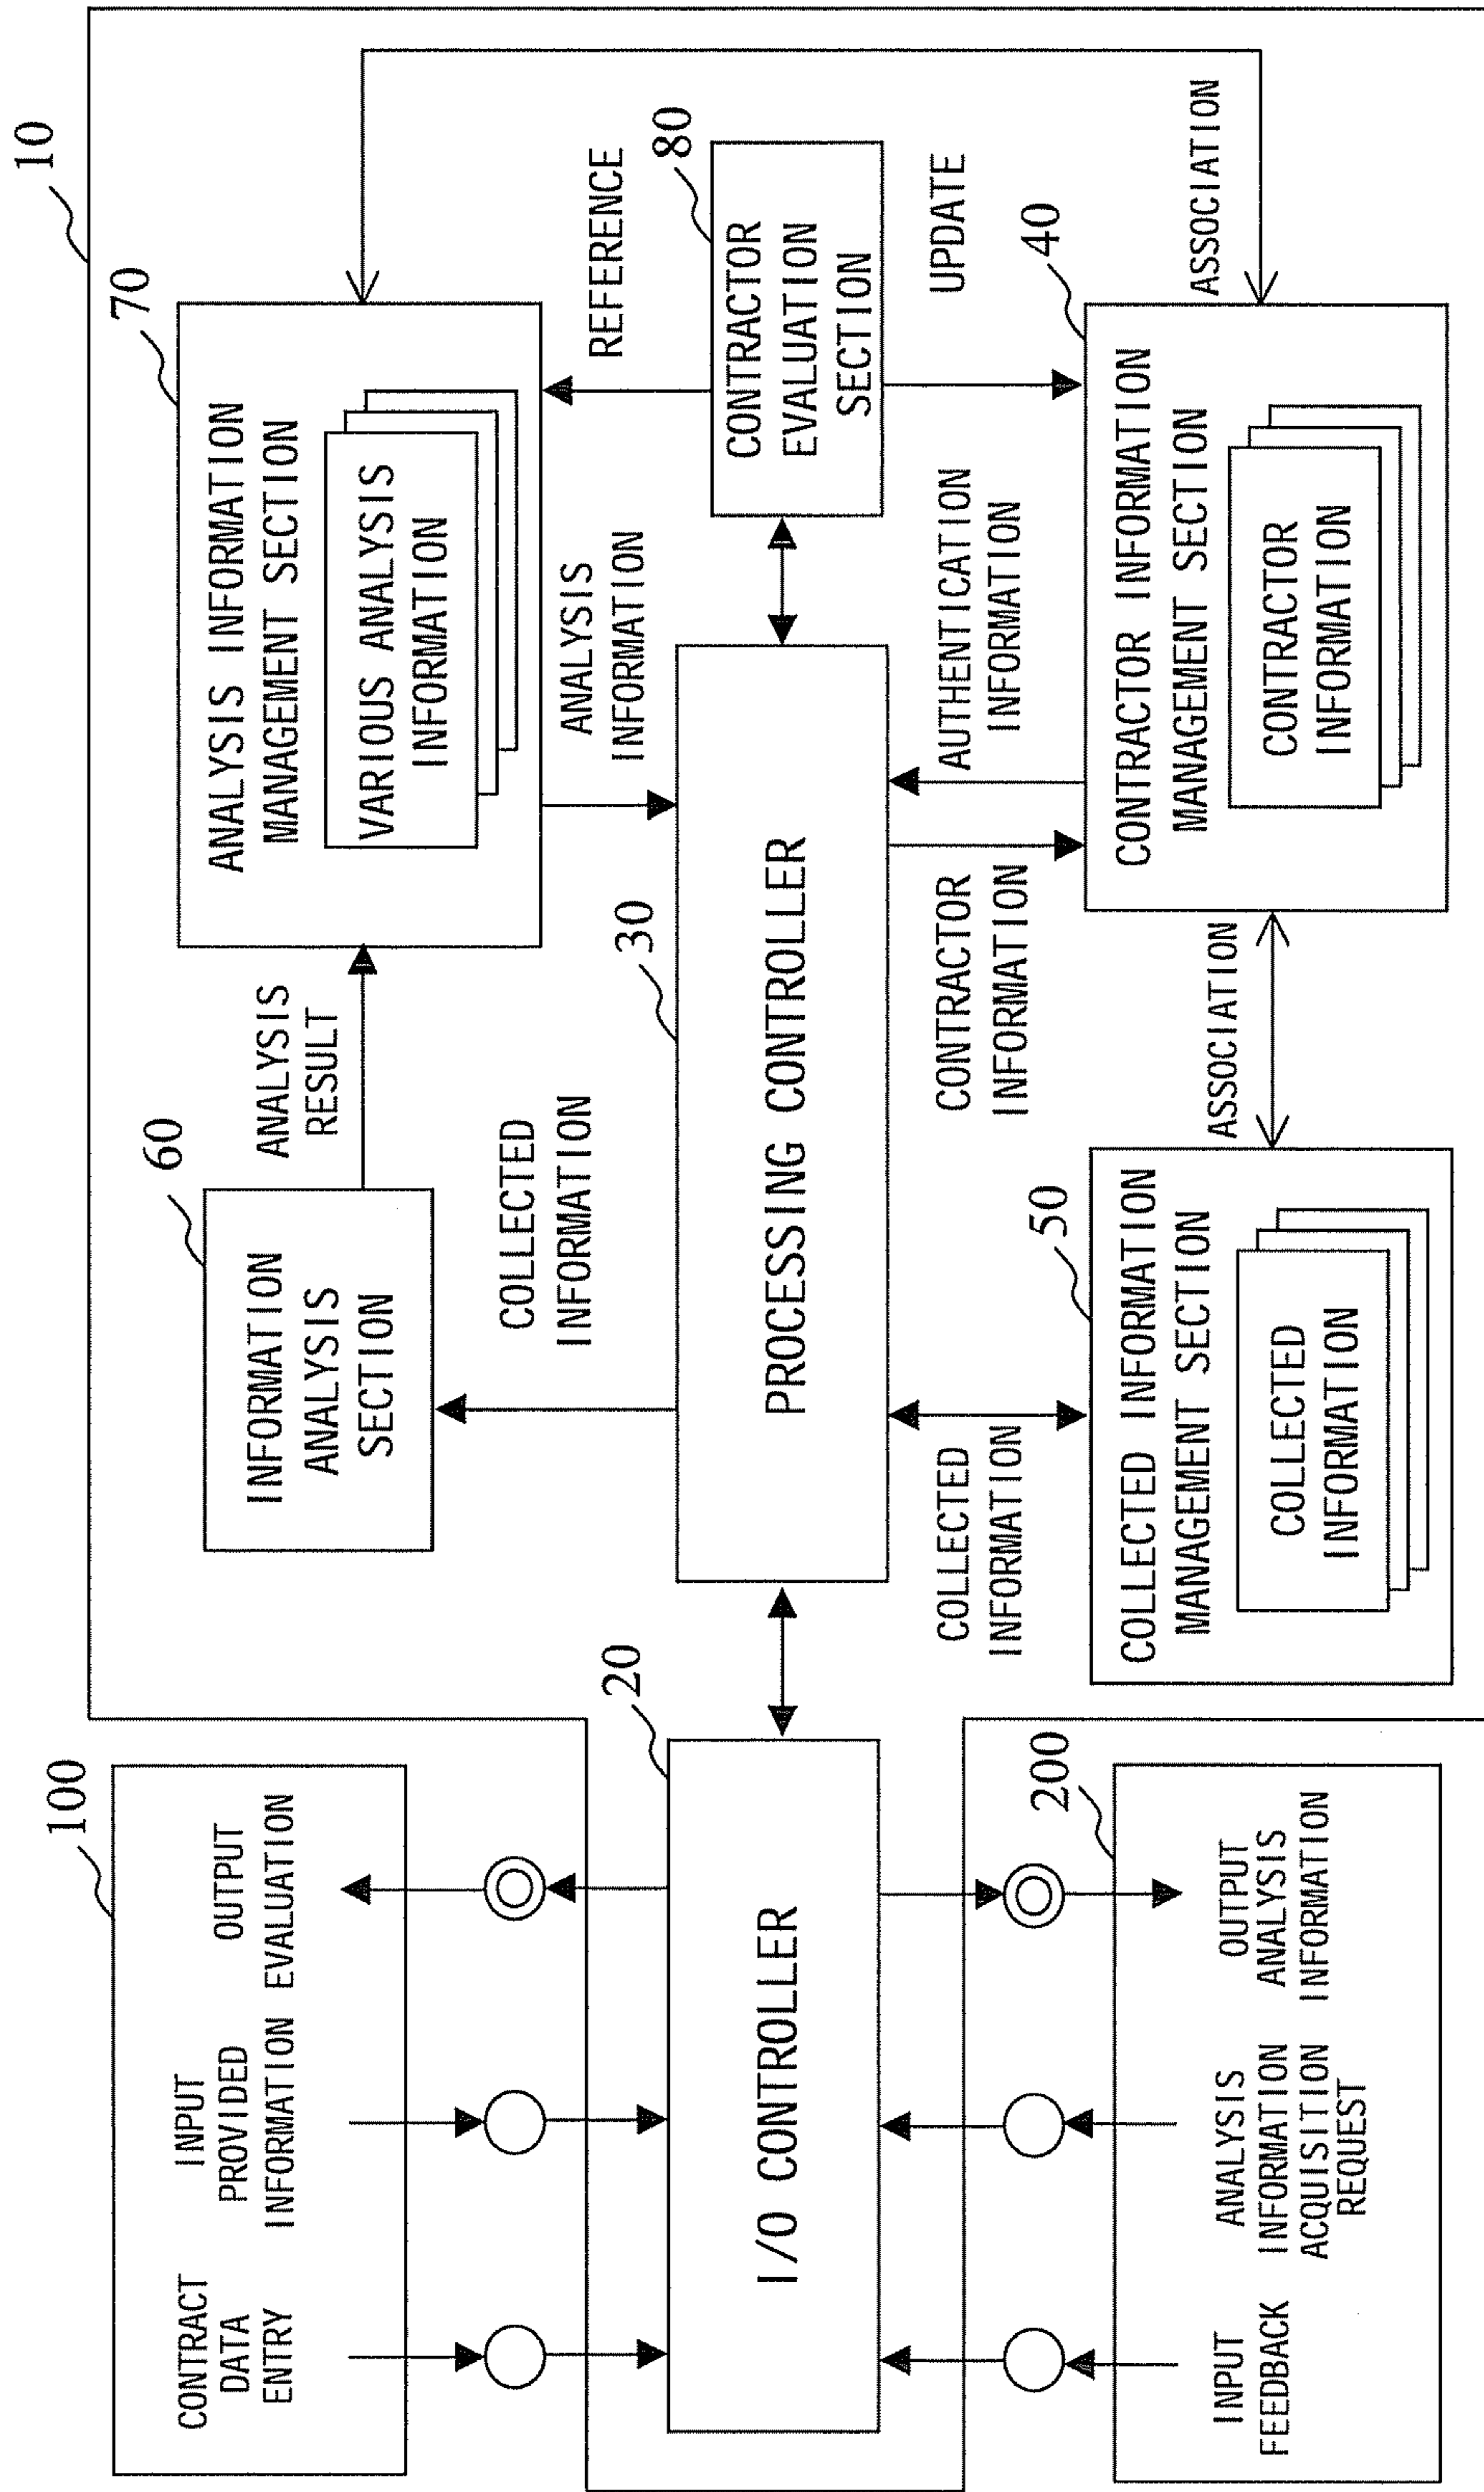 10
100
CONTRACT
DATA
ENTRY
INPUT
PROVIDED
INFORMATION
OUTPUT
EVALUATION
60
INFORMATION
ANALYSIS
SECTION
ANALYSIS
RESULT
70
ANALYSIS INFORMATION
MANAGEMENT SECTION
VARIOUS ANALYSIS
INFORMATION
COLLECTED
INFORMATION
ANALYSIS
INFORMATION
REFERENCE
20
I/O CONTROLLER
30
PROCESSING CONTROLLER
80
CONTRACTOR
EVALUATION
SECTION
COLLECTED
INFORMATION
CONTRACTOR
INFORMATION
AUTHENTICATION
INFORMATION
UPDATE
200
INPUT
FEEDBACK
ANALYSIS
INFORMATION
ACQUISITION
REQUEST
OUTPUT
ANALYSIS
INFORMATION
50
COLLECTED INFORMATION
MANAGEMENT SECTION
COLLECTED
INFORMATION
ASSOCIATION
40
CONTRACTOR INFORMATION
MANAGEMENT SECTION
CONTRACTOR
INFORMATION
ASSOCIATION